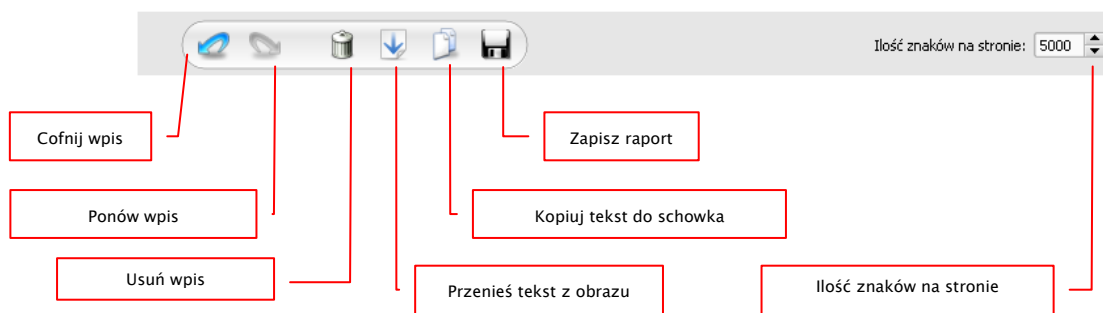 Ilość znaków na stronie: 5000
Cofnij wpis
Zapisz raport
Ponów wpis
Kopiuj tekst do schowka
Usuń wpis
Przenieś tekst z obrazu
Ilość znaków na stronie